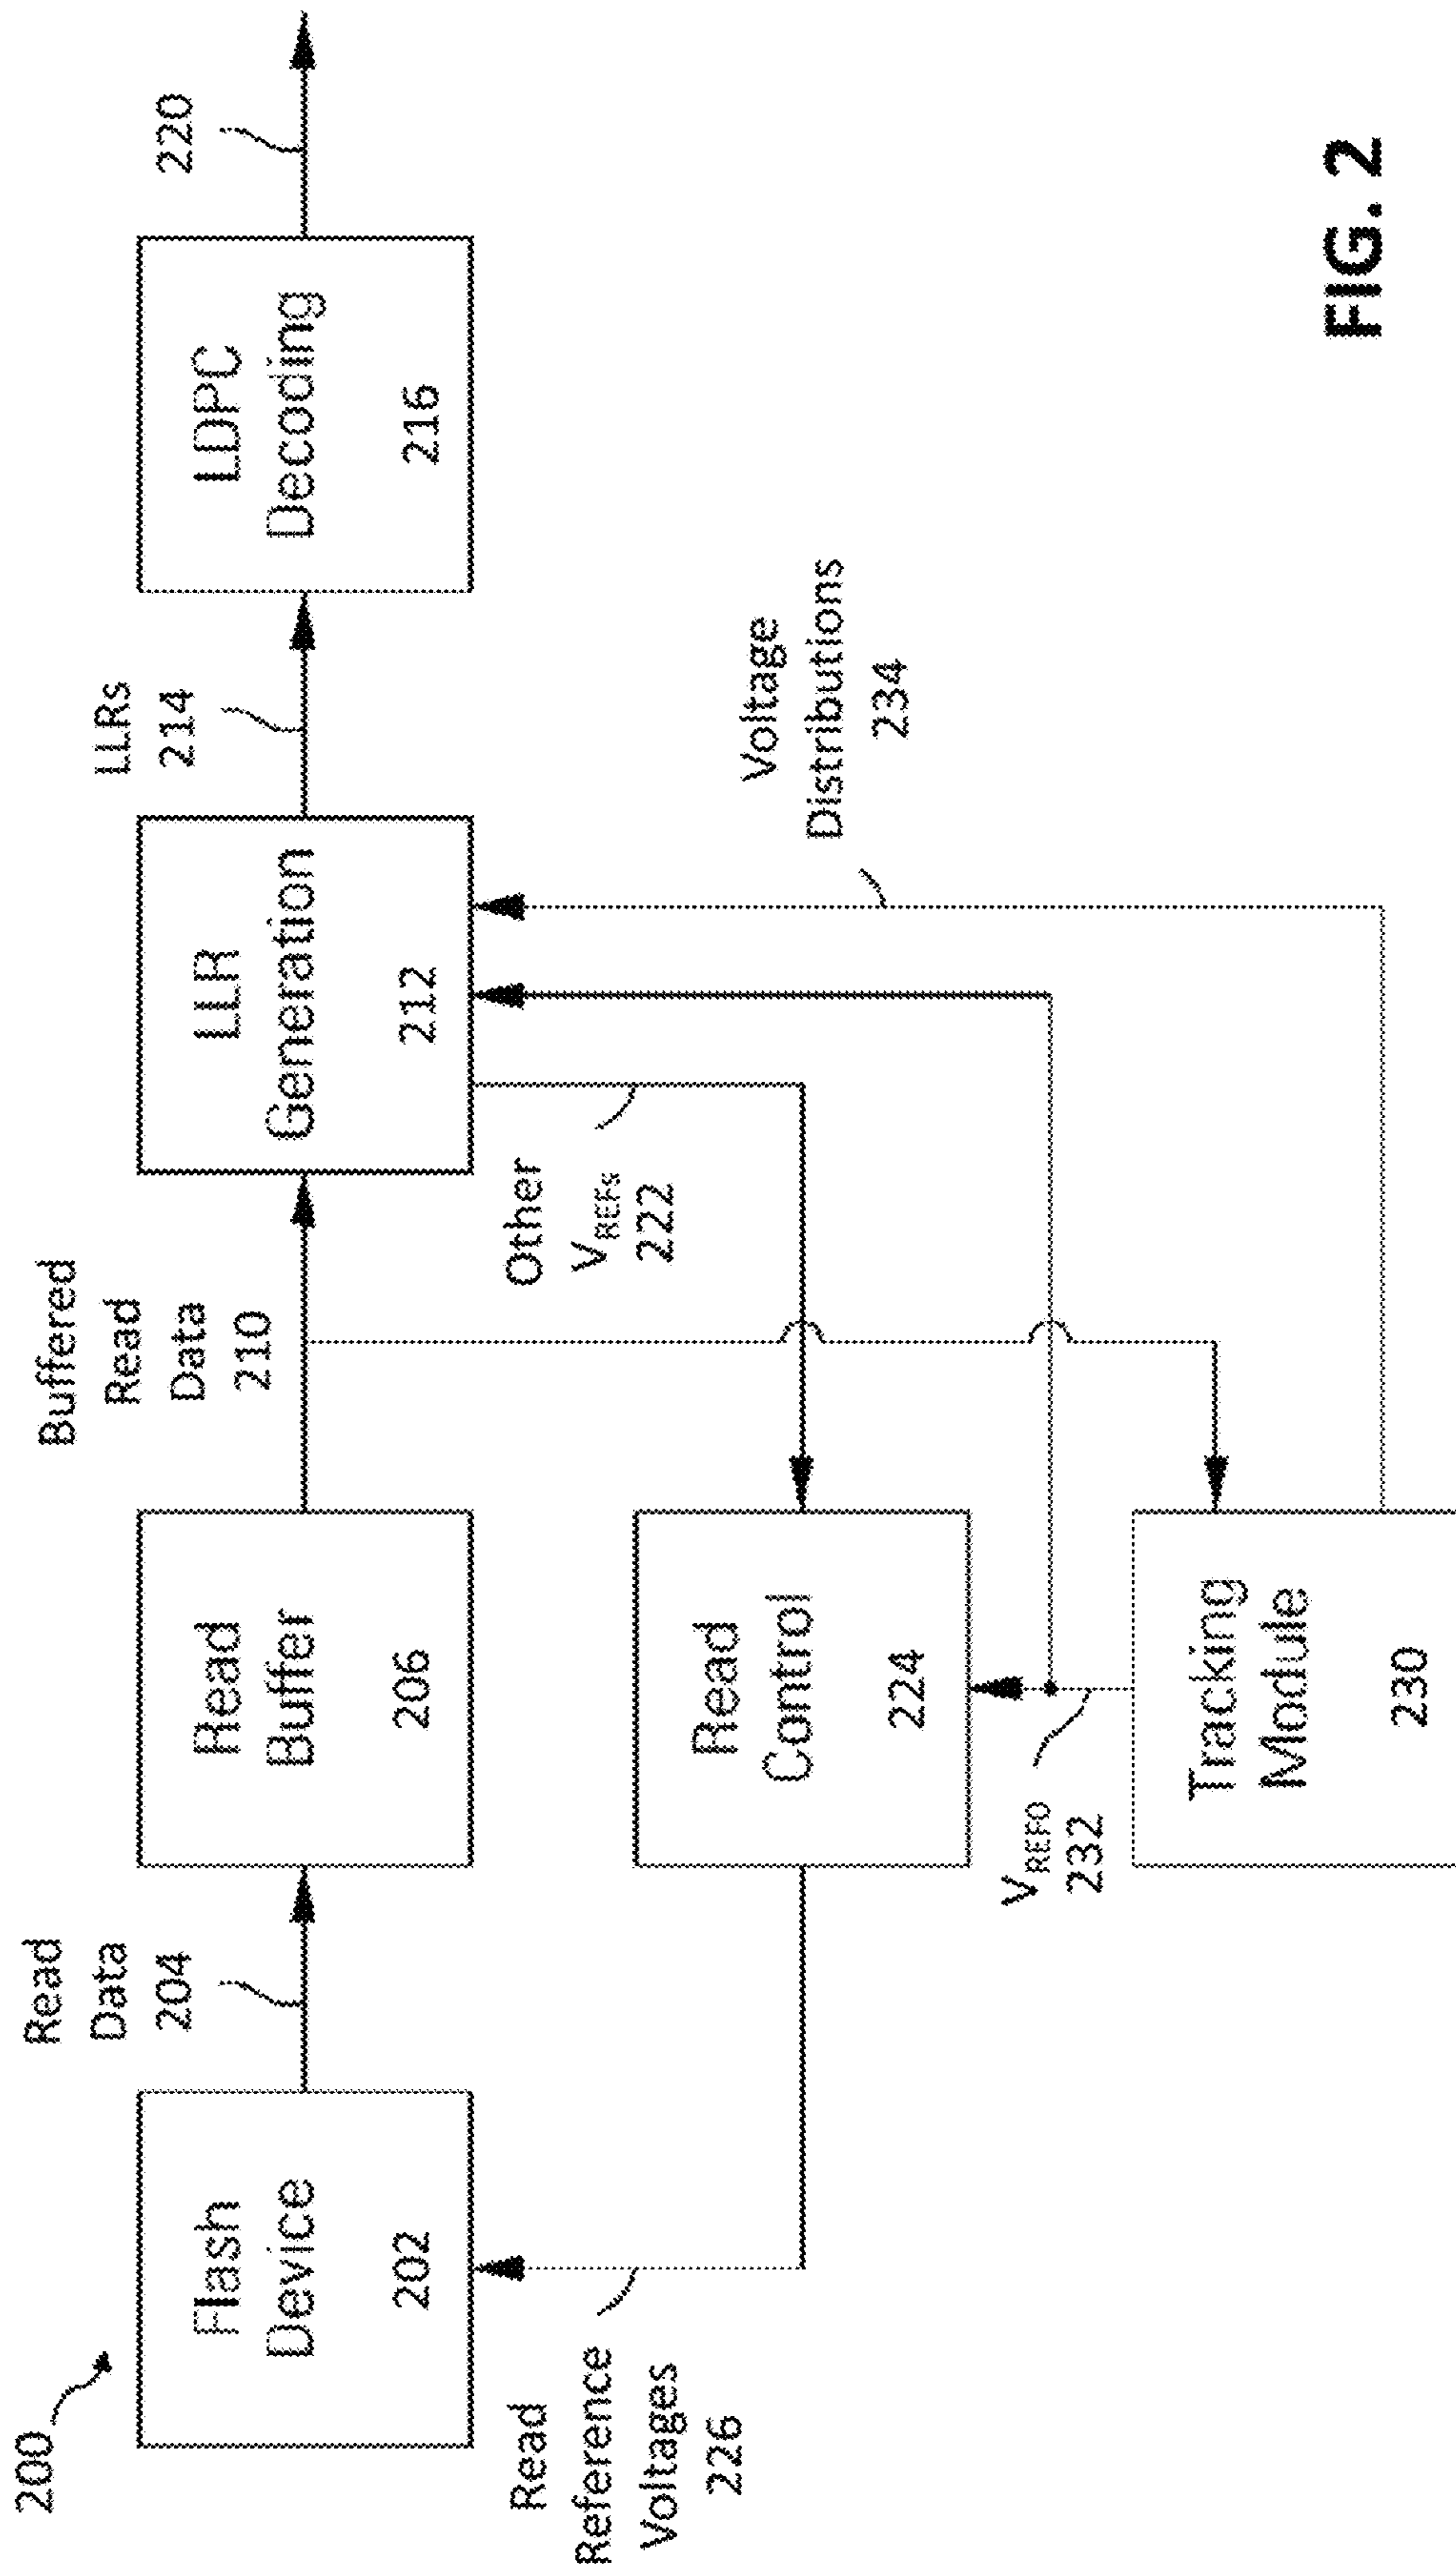 200
Flash
Device
202
Read
Data
204
Read
Buffer
206
Buffered
Read
Data
210
LLR
Generation
212
LLRs
214
LDPC
Decoding
216
220
Read
Reference
Voltages
226
Read
Control
224
Other
VREFs
222
VREF0
232
Tracking
Module
230
Voltage
Distributions
234
FIG. 2